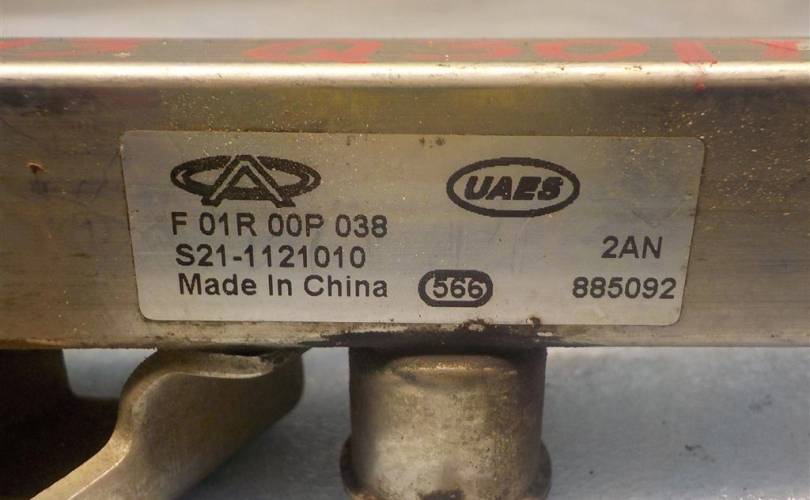 UAES
F 01R 00P 038
S21-1121010
2AN
Made In China
566
885092